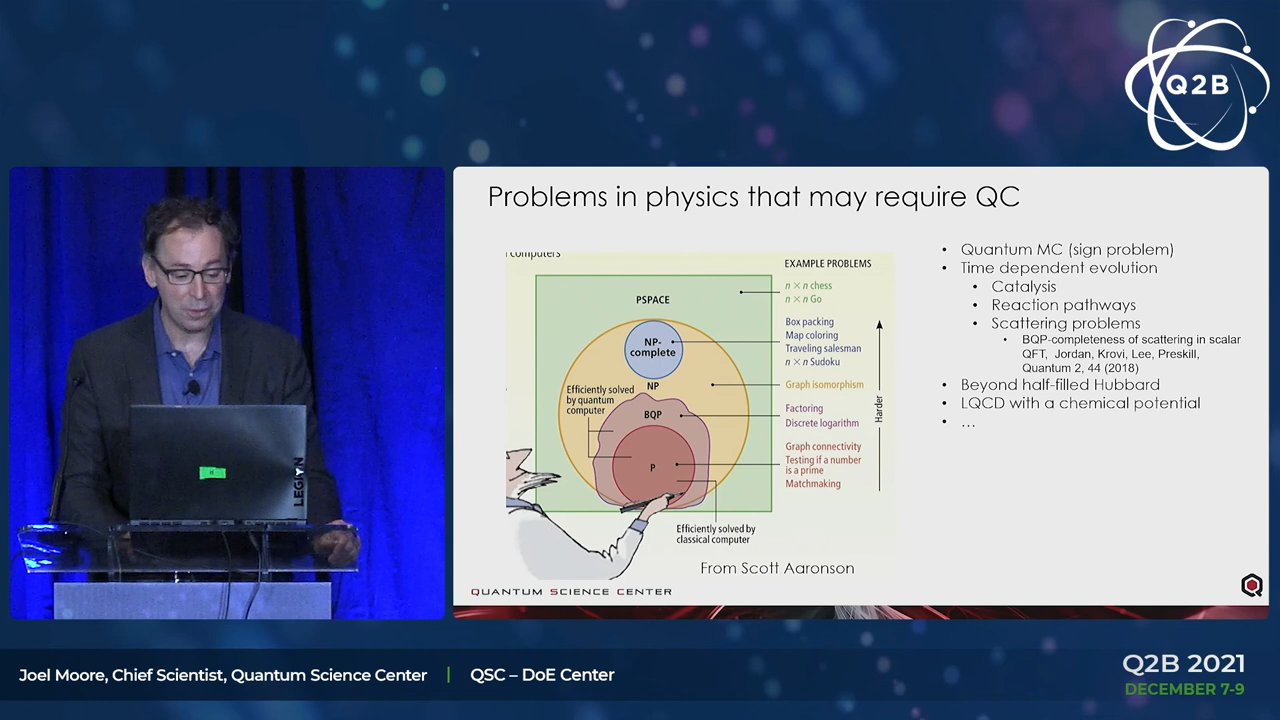 Q2B
Problems in physics that may require QC
computers
EXAMPLE PROBLEMS
n × n chess
n × n Go
PSPACE
Box packing
Map coloring
Traveling salesman
n × n Sudoku
NP-
complete
NP
Graph isomorphism
Efficiently solved
by quantum
computer
BQP
Factoring
Discrete logarithm
Harder
P
Graph connectivity
Testing if a number
is a prime
Matchmaking
Efficiently solved by
classical computer
From Scott Aaronson
• Quantum MC (sign problem)
• Time dependent evolution
• Catalysis
• Reaction pathways
• Scattering problems
• BQP-completeness of scattering in scalar
QFT, Jordan, Krovi, Lee, Preskill,
Quantum 2, 44 (2018)
• Beyond half-filled Hubbard
• LQCD with a chemical potential
• …
QUANTUM SCIENCE CENTER
LEGION
Joel Moore, Chief Scientist, Quantum Science Center | QSC – DoE Center
Q2B 2021
DECEMBER 7-9